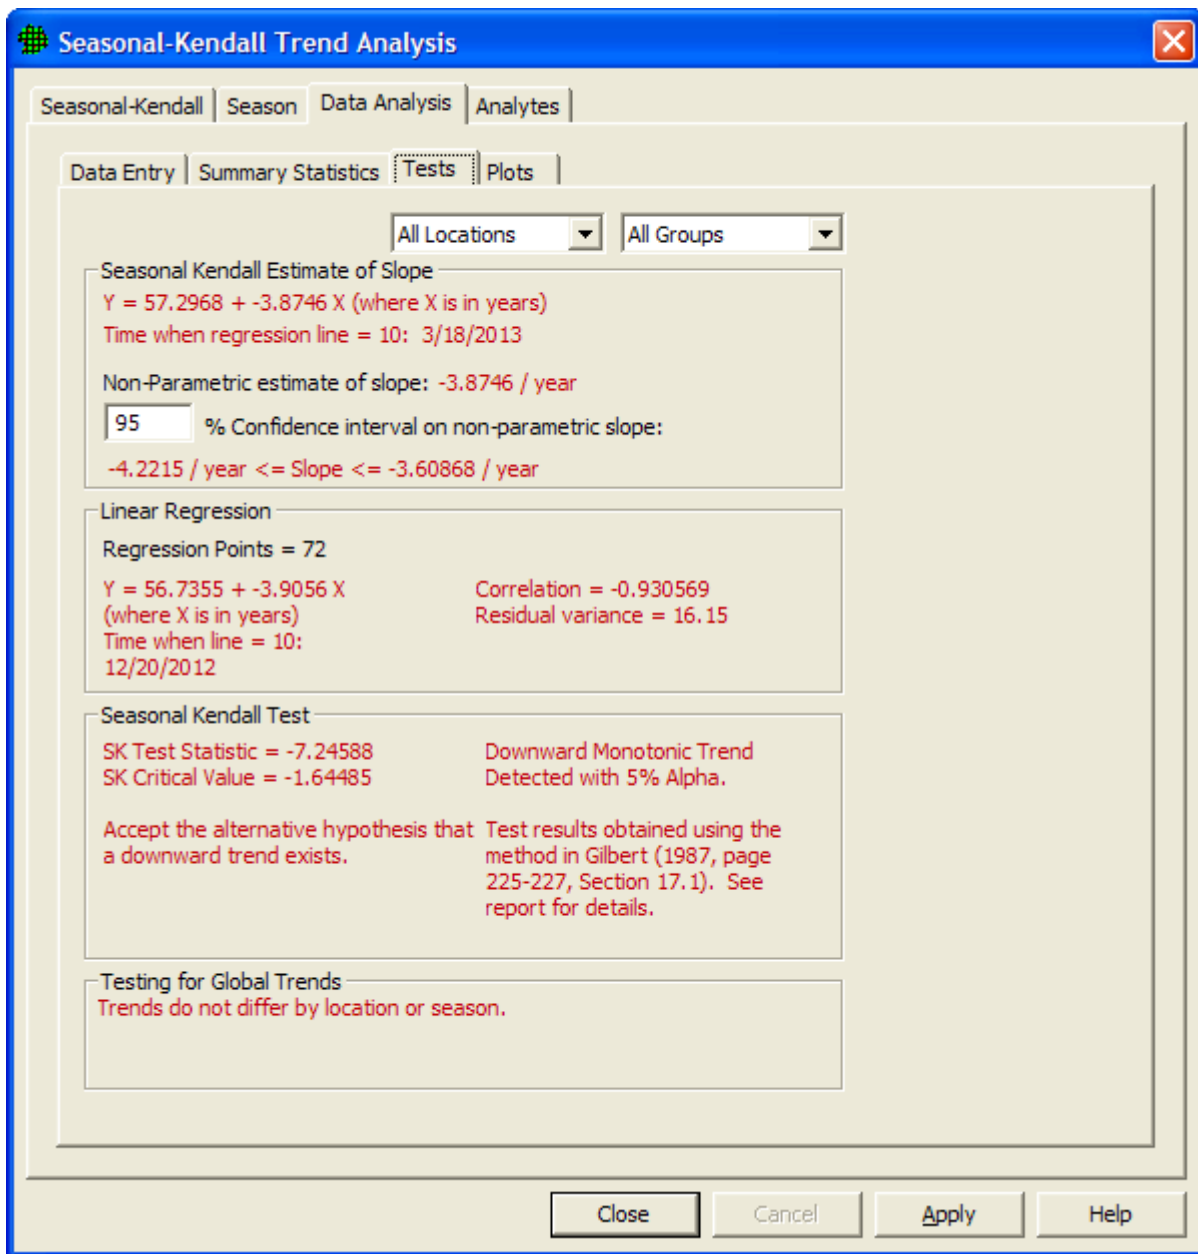 Seasonal-Kendall Trend Analysis
Seasonal-Kendall Season Data Analysis Analytes
Data Entry Summary Statistics Tests Plots
All Locations All Groups
Seasonal Kendall Estimate of Slope
Y = 57.2968 + -3.8746 X (where X is in years)
Time when regression line = 10: 3/18/2013
Non-Parametric estimate of slope: -3.8746 / year
95 % Confidence interval on non-parametric slope:
-4.2215 / year <= Slope <= -3.60868 / year
Linear Regression
Regression Points = 72
Y = 56.7355 + -3.9056 X
(where X is in years)
Time when line = 10:
12/20/2012
Correlation = -0.930569
Residual variance = 16.15
Seasonal Kendall Test
SK Test Statistic = -7.24588
SK Critical Value = -1.64485
Downward Monotonic Trend
Detected with 5% Alpha.
Accept the alternative hypothesis that
a downward trend exists.
Test results obtained using the
method in Gilbert (1987, page
225-227, Section 17.1). See
report for details.
Testing for Global Trends
Trends do not differ by location or season.
Close Cancel Apply Help